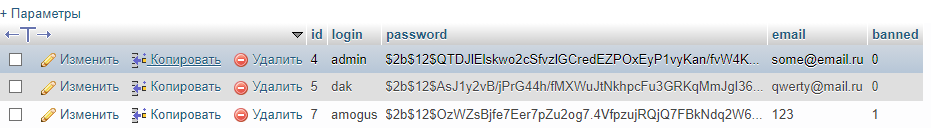 + Параметры
←T→ id login password email banned
Изменить Копировать Удалить 4 admin $2b$12$QTDJIElskwo2cSfvzIGCredEZPOxEyP1vyKan/fvW4K... some@email.ru 0
Изменить Копировать Удалить 5 dak $2b$12$AsJ1y2vB/jPrG44h/fMXWuJtNkhpcFu3GRKqMmJgI36... qwerty@mail.ru 0
Изменить Копировать Удалить 7 amogus $2b$12$OzWZsBjfe7Eer7pZu2og7.4VfpzujRQjQ7FBkNdq2W6... 123 1